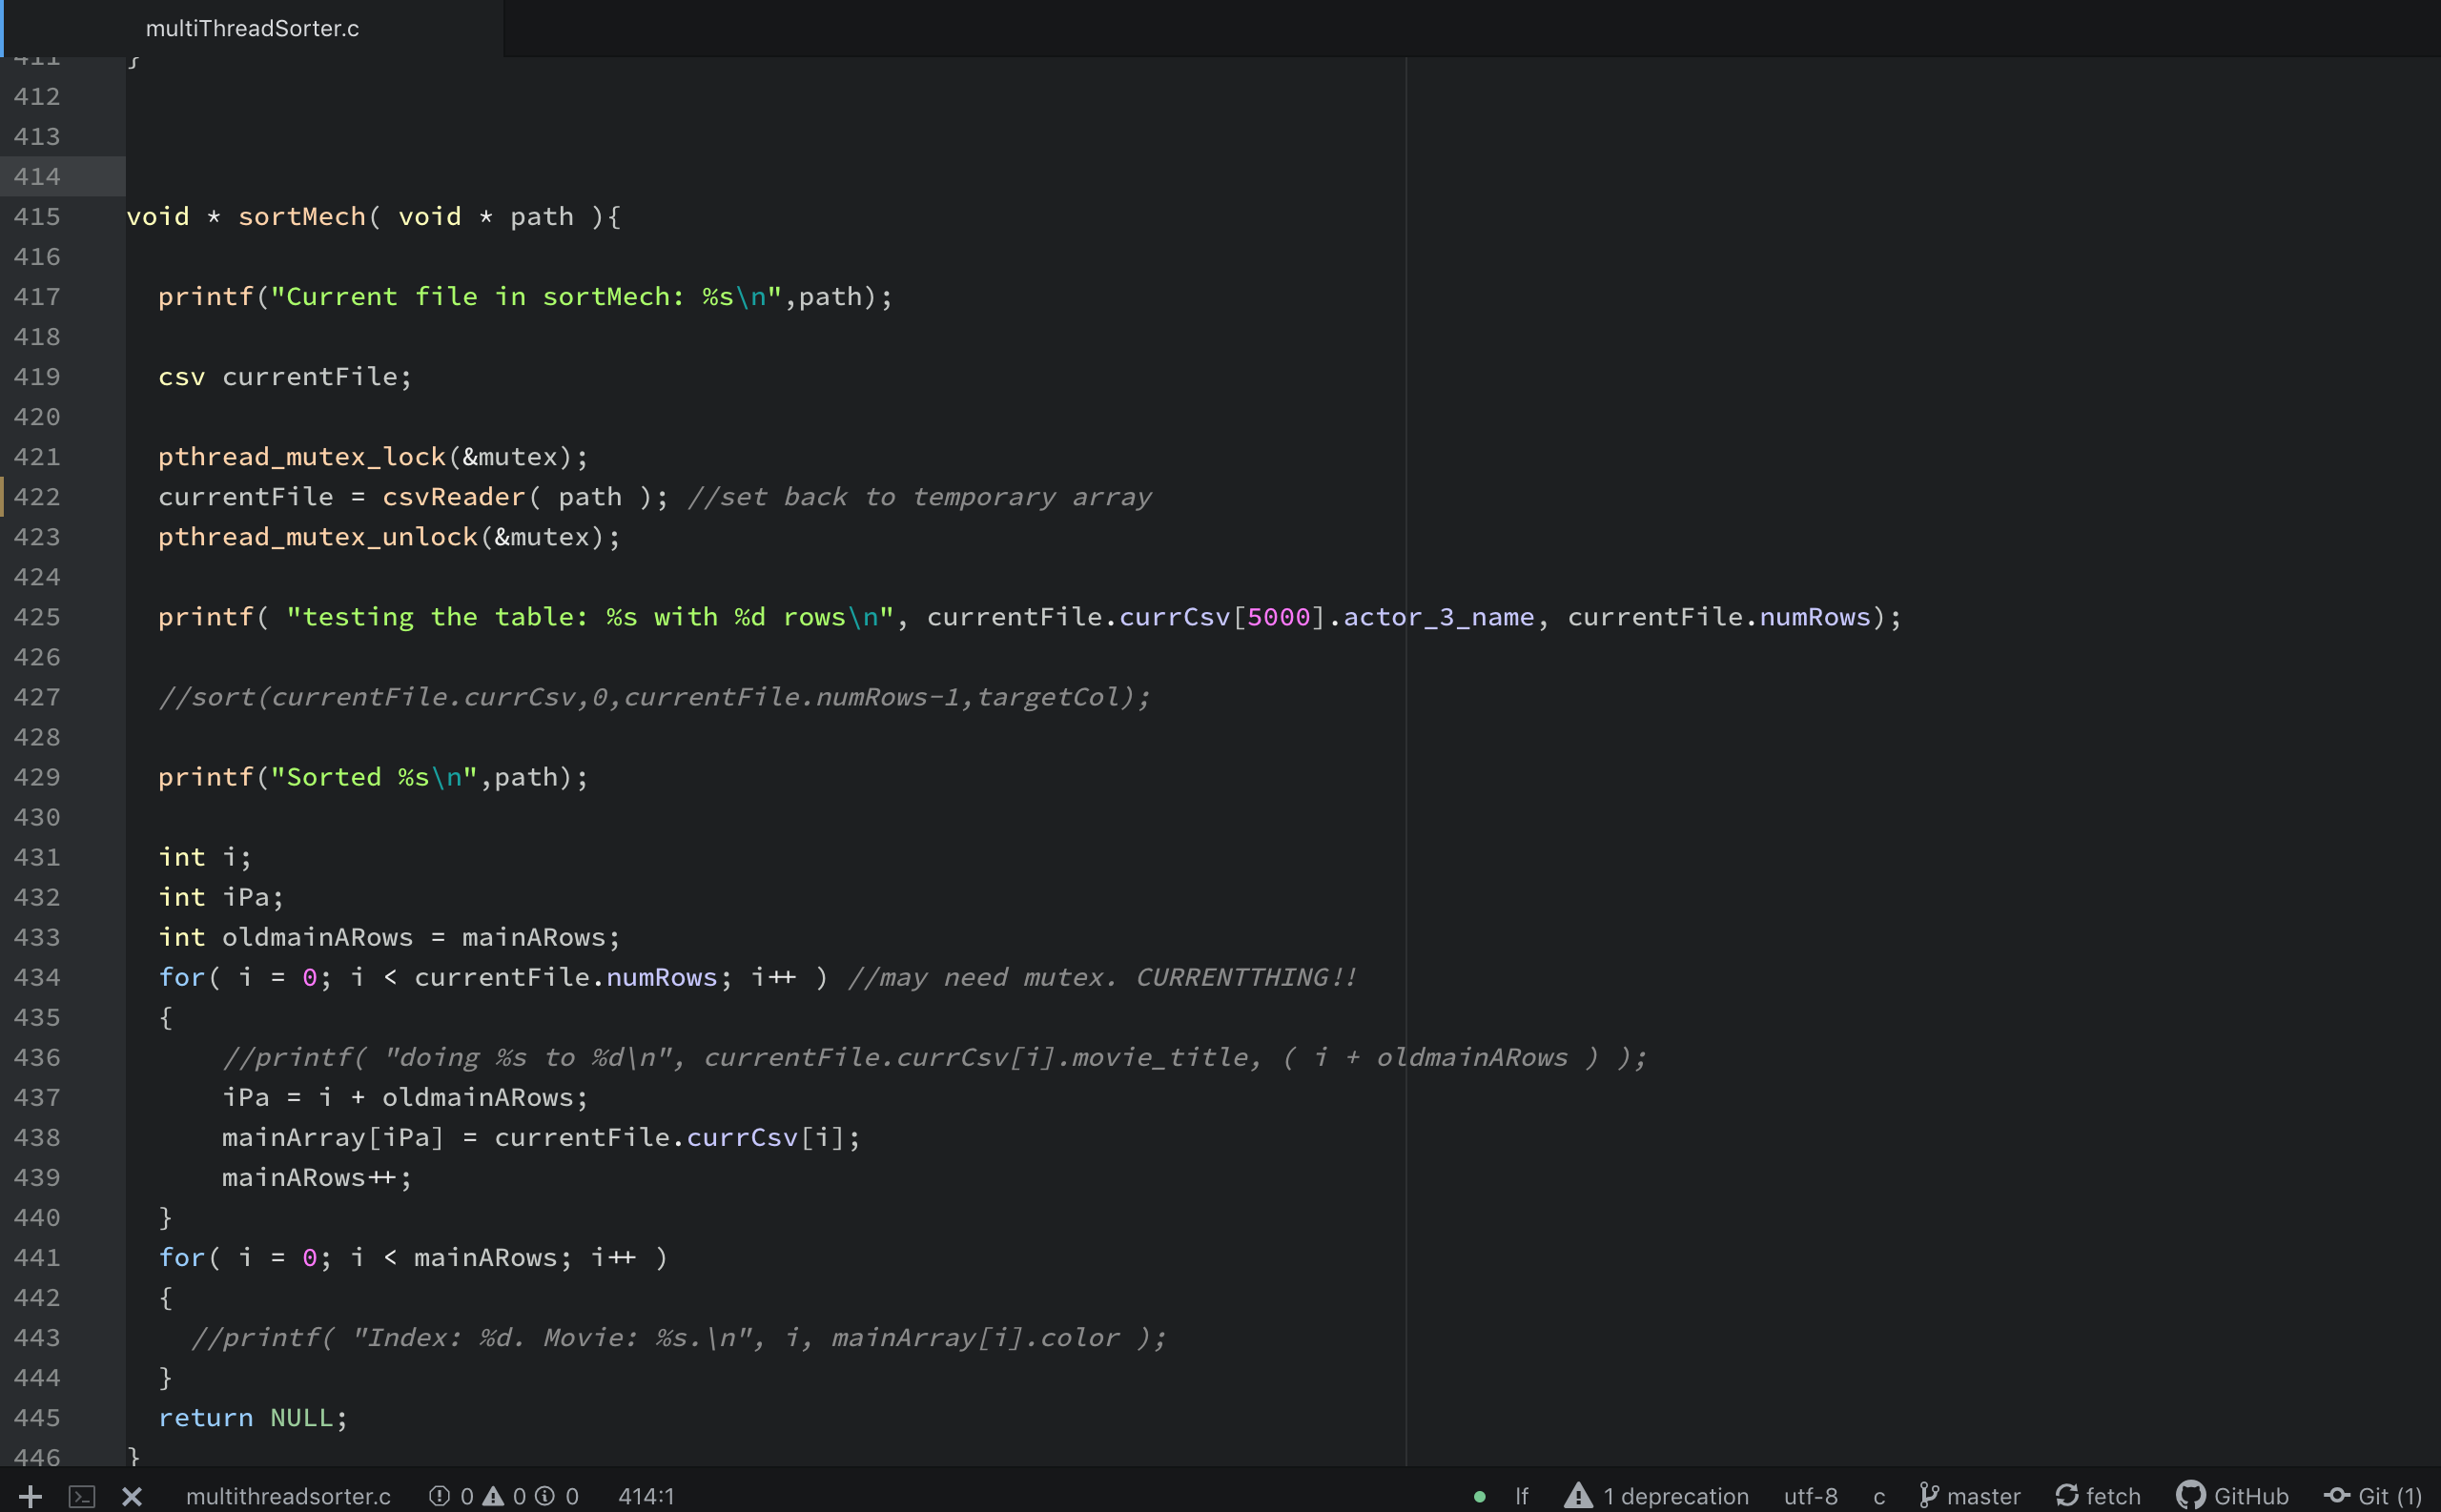 multiThreadSorter.c
411 }
412
413
414
415 void * sortMech( void * path ){
416
417 printf("Current file in sortMech: %s\n",path);
418
419 csv currentFile;
420
421 pthread_mutex_lock(&mutex);
422 currentFile = csvReader( path ); //set back to temporary array
423 pthread_mutex_unlock(&mutex);
424
425 printf( "testing the table: %s with %d rows\n", currentFile.currCsv[5000].actor_3_name, currentFile.numRows);
426
427 //sort(currentFile.currCsv,0,currentFile.numRows-1,targetCol);
428
429 printf("Sorted %s\n",path);
430
431 int i;
432 int iPa;
433 int oldmainARows = mainARows;
434 for( i = 0; i < currentFile.numRows; i++ ) //may need mutex. CURRENTTHING!!
435 {
436 //printf( "doing %s to %d\n", currentFile.currCsv[i].movie_title, ( i + oldmainARows ) );
437 iPa = i + oldmainARows;
438 mainArray[iPa] = currentFile.currCsv[i];
439 mainARows++;
440 }
441 for( i = 0; i < mainARows; i++ )
442 {
443 //printf( "Index: %d. Movie: %s.\n", i, mainArray[i].color );
444 }
445 return NULL;
446 }
multithreadsorter.c 0 0 0 414:1 lf 1 deprecation utf-8 c master fetch GitHub Git (1)